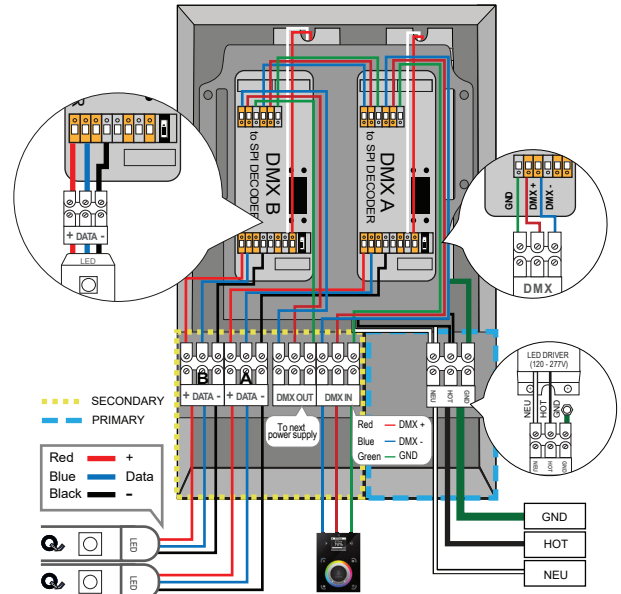 DMX B
to SPI DECODER
DMX A
to SPI DECODER
+ DATA -
LED
GND
DMX +
DMX -
DMX
B
A
+ DATA -
+ DATA -
DMX OUT
DMX IN
NEU
HOT
GND
LED DRIVER
(120 - 277V)
NEU
HOT
GND
NEU
HOT
GND
SECONDARY
PRIMARY
To next
power supply
Red DMX +
Blue DMX -
Green GND
Red +
Blue Data
Black -
LED
LED
GND
HOT
NEU